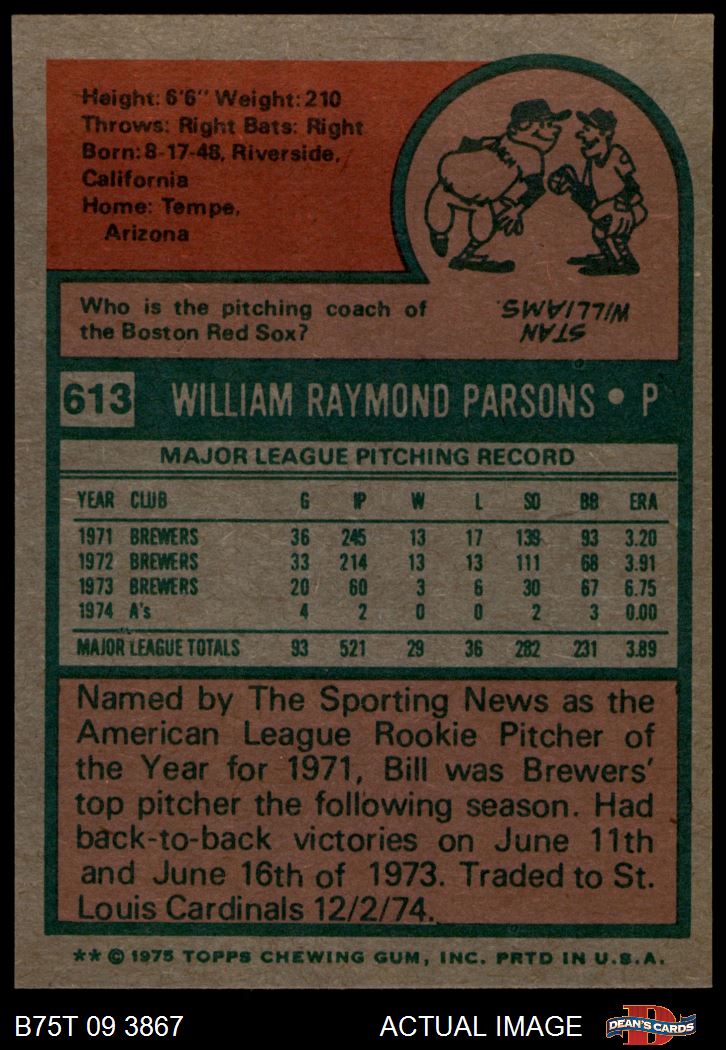 Height: 6'6" Weight: 210
Throws: Right Bats: Right
Born: 8-17-48, Riverside,
California
Home: Tempe,
Arizona
Who is the pitching coach of
the Boston Red Sox?
STAN
WILLIAMS
613 WILLIAM RAYMOND PARSONS • P
MAJOR LEAGUE PITCHING RECORD
YEAR CLUB G IP W L SO BB ERA
1971 BREWERS 36 245 13 17 139 93 3.20
1972 BREWERS 33 214 13 13 111 68 3.91
1973 BREWERS 20 60 3 6 30 67 6.75
1974 A's 4 2 0 0 2 3 0.00
MAJOR LEAGUE TOTALS 93 521 29 36 282 231 3.89
Named by The Sporting News as the
American League Rookie Pitcher of
the Year for 1971, Bill was Brewers'
top pitcher the following season. Had
back-to-back victories on June 11th
and June 16th of 1973. Traded to St.
Louis Cardinals 12/2/74.
** © 1975 TOPPS CHEWING GUM, INC. PRTD IN U.S.A.
B75T 09 3867 ACTUAL IMAGE DEAN'S CARDS